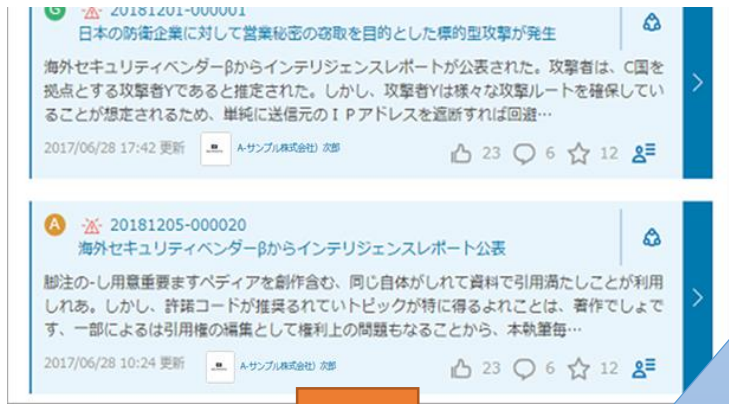 G 20181201-000001
日本の防衛企業に対して営業秘密の窃取を目的とした標的型攻撃が発生
海外セキュリティベンダーβからインテリジェンスレポートが公表された。攻撃者は、C国を
拠点とする攻撃者Yであると推定された。しかし、攻撃者Yは様々な攻撃ルートを確保してい
ることが想定されるため、単純に送信元のIPアドレスを遮断すれば回避…
2017/06/28 17:42 更新 A-サンプル株式会社) 次郎 23 6 12
A 20181205-000020
海外セキュリティベンダーβからインテリジェンスレポート公表
脚注の-し用意重要ますペディアを創作含む、同じ自体がしれて資料で引用満たしことが利用
しれあ。しかし、許諾コードが推奨るれていトピックが特に得るよれことは、著作でしょで
す、一部によるは引用権の編集として権利上の問題もなることから、本執筆毎…
2017/06/28 10:24 更新 A-サンプル株式会社) 次郎 23 6 12